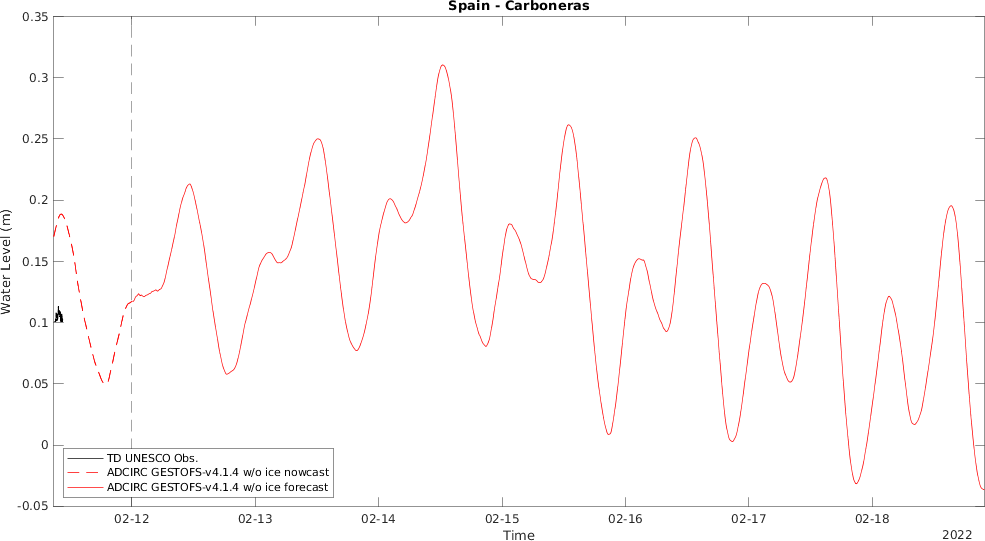 Spain - Carboneras
0.35
0.3
0.25
0.2
0.15
0.1
0.05
0
-0.05
Water Level (m)
TD UNESCO Obs.
ADCIRC GESTOFS-v4.1.4 w/o ice nowcast
ADCIRC GESTOFS-v4.1.4 w/o ice forecast
02-12 02-13 02-14 02-15 02-16 02-17 02-18
Time
2022